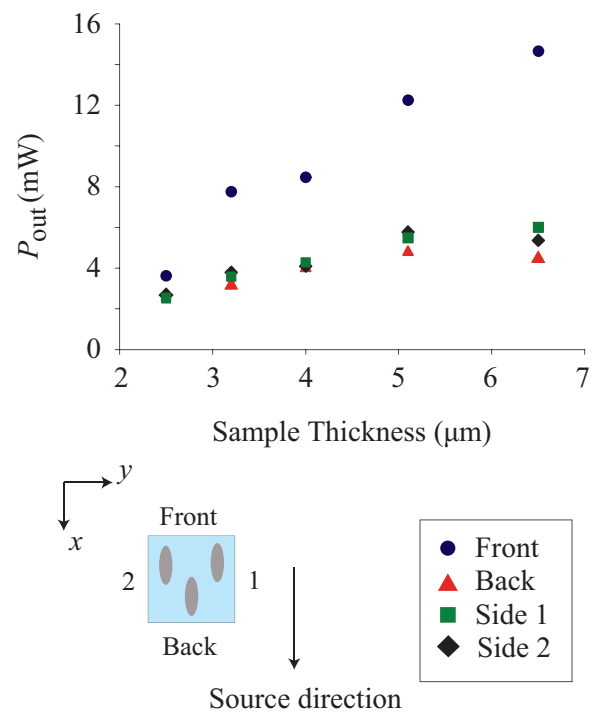 16
12
8
4
0
P_out (mW)
2 3 4 5 6 7
Sample Thickness (μm)
y
x
Front
2 1
Back
Source direction
Front
Back
Side 1
Side 2